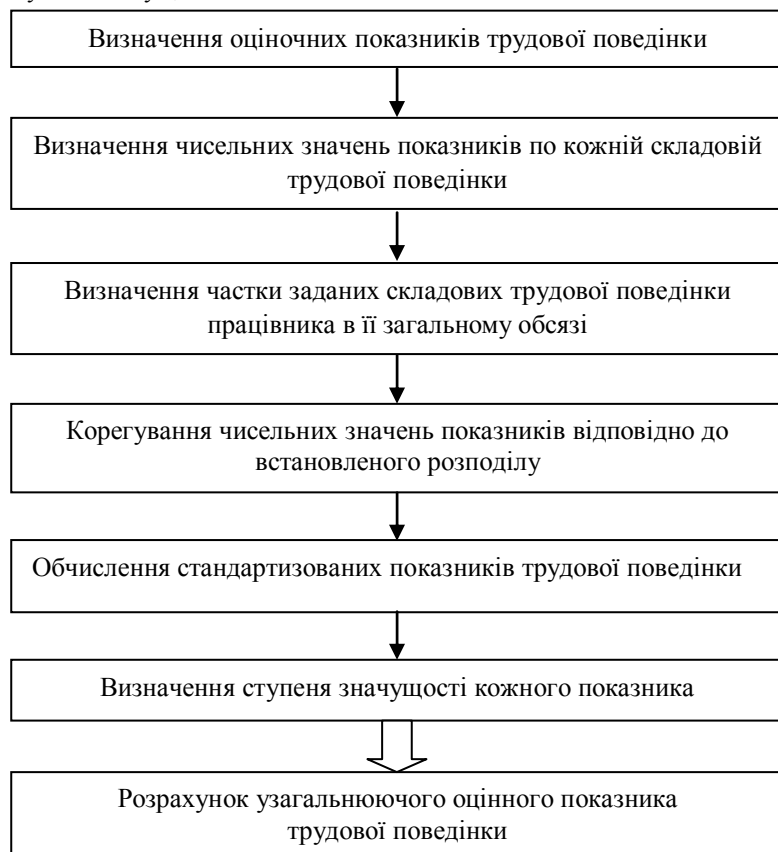 Визначення оціночних показників трудової поведінки
Визначення чисельних значень показників по кожній складовій
трудової поведінки
Визначення частки заданих складових трудової поведінки
працівника в її загальному обсязі
Корегування чисельних значень показників відповідно до
встановленого розподілу
Обчислення стандартизованих показників трудової поведінки
Визначення ступеня значущості кожного показника
Розрахунок узагальнюючого оцінного показника
трудової поведінки